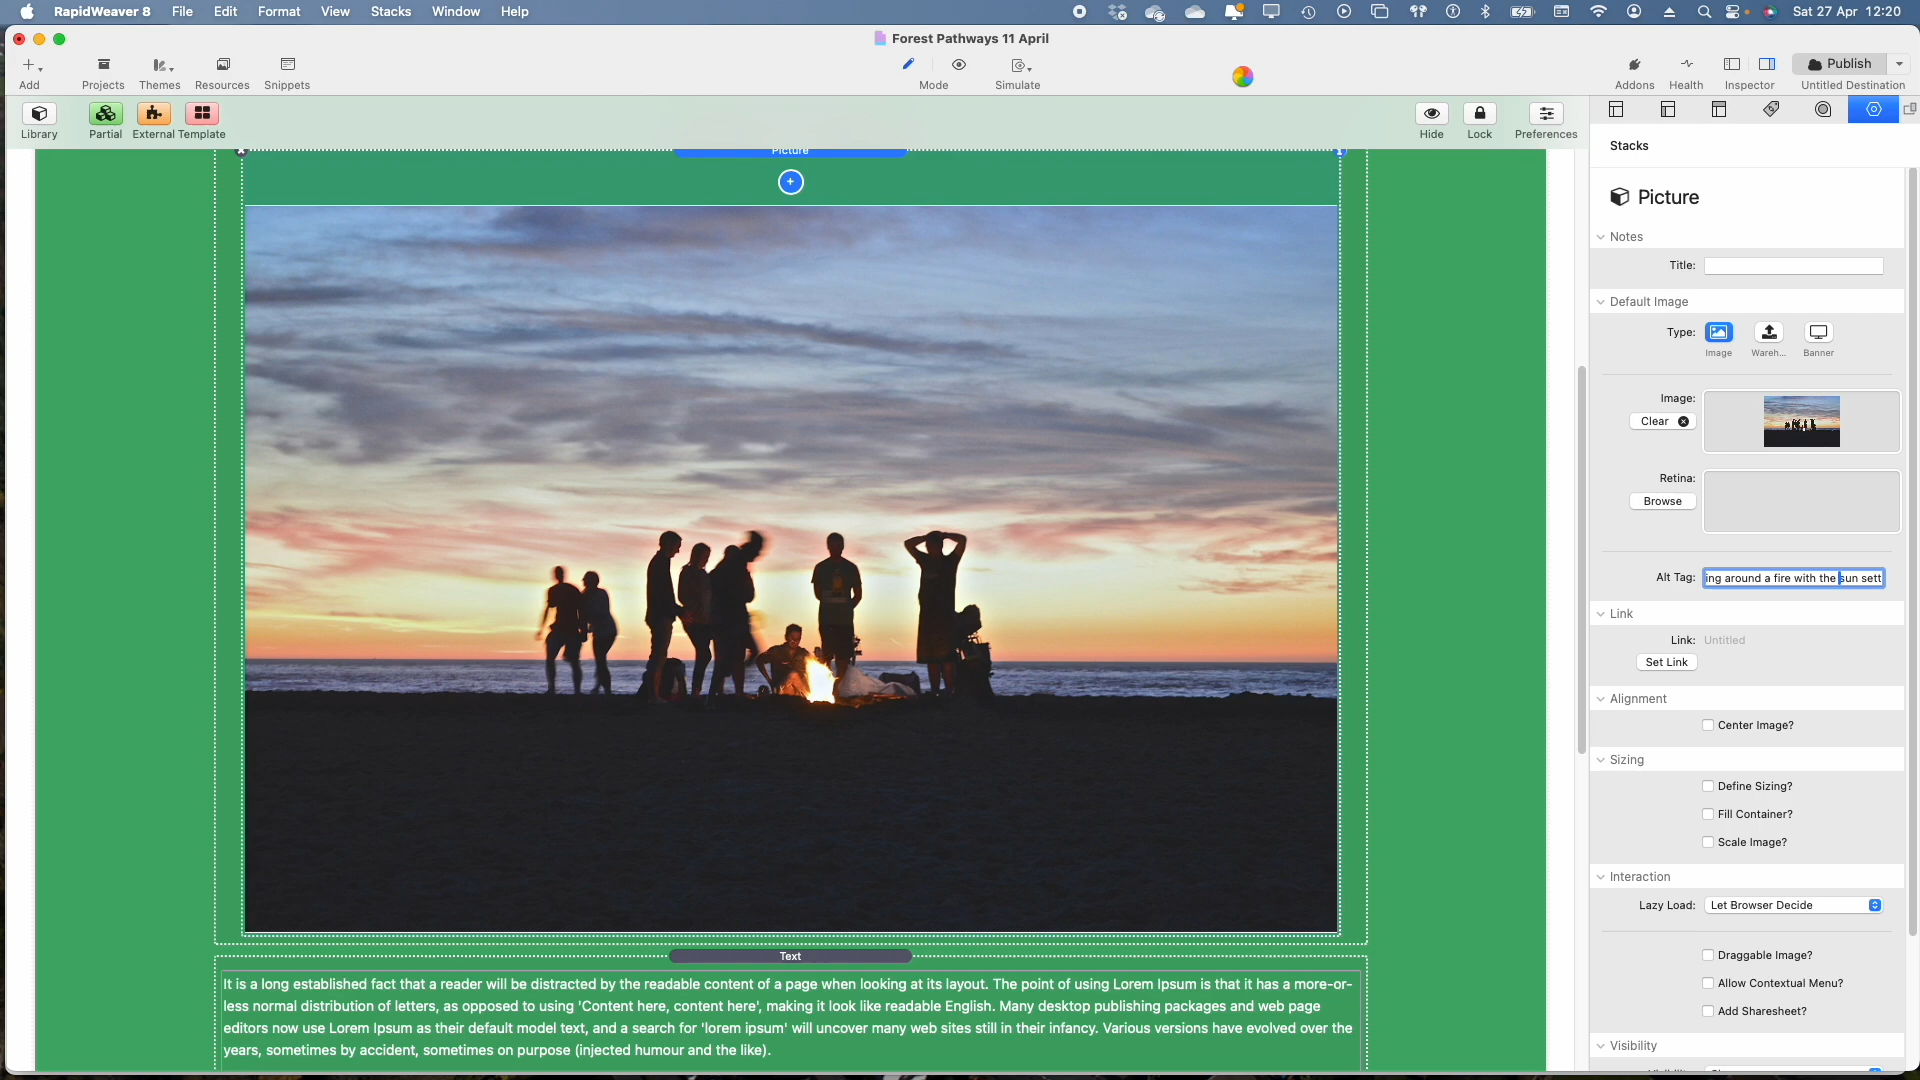 RapidWeaver 8 File Edit Format View Stacks Window Help Sat 27 Apr 12:20
Forest Pathways 11 April
Add Projects Themes Resources Snippets Mode Simulate Addons Health Inspector Publish Untitled Destination
Library Partial External Template Hide Lock Preferences
Stacks
Picture
Picture
Notes
Title:
Default Image
Type:
Image Wareh... Banner
Image:
Clear
Retina:
Browse
Alt Tag: ing around a fire with the sun sett
Link
Link: Untitled
Set Link
Alignment
Center Image?
Sizing
Define Sizing?
Fill Container?
Scale Image?
Interaction
Lazy Load: Let Browser Decide
Draggable Image?
Allow Contextual Menu?
Add Sharesheet?
Visibility
Text
It is a long established fact that a reader will be distracted by the readable content of a page when looking at its layout. The point of using Lorem Ipsum is that it has a more-or-
less normal distribution of letters, as opposed to using 'Content here, content here', making it look like readable English. Many desktop publishing packages and web page
editors now use Lorem Ipsum as their default model text, and a search for 'lorem ipsum' will uncover many web sites still in their infancy. Various versions have evolved over the
years, sometimes by accident, sometimes on purpose (injected humour and the like).